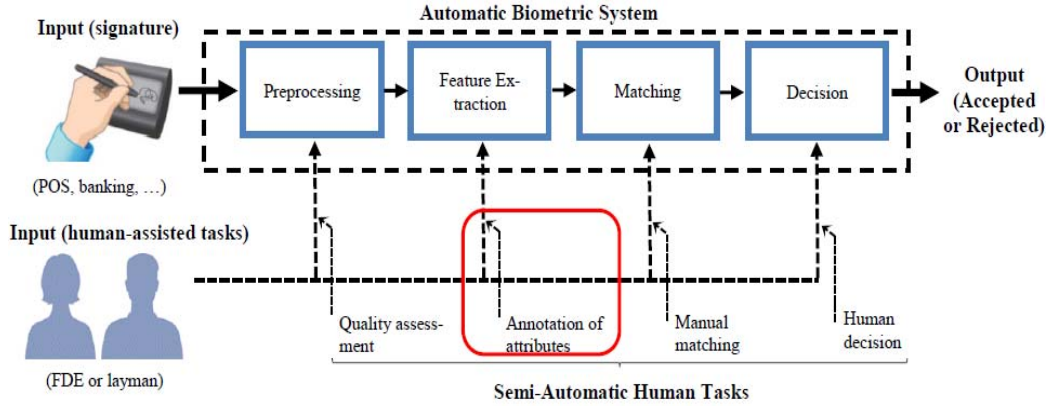 Automatic Biometric System
Input (signature)
Preprocessing
Feature Ex-
traction
Matching
Decision
Output
(Accepted
or Rejected)
(POS, banking, …)
Input (human-assisted tasks)
Quality assess-
ment
Annotation of
attributes
Manual
matching
Human
decision
(FDE or layman)
Semi-Automatic Human Tasks